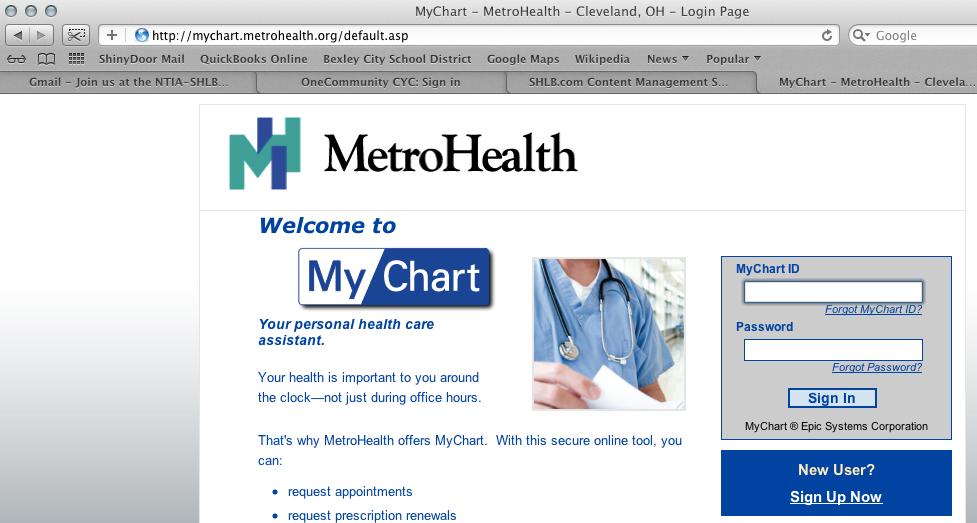 MyChart – MetroHealth – Cleveland, OH – Login Page
http://mychart.metrohealth.org/default.asp
Google
ShinyDoor Mail QuickBooks Online Bexley City School District Google Maps Wikipedia News Popular
Gmail – Join us at the NTIA–SHLB... OneCommunity CYC: Sign in SHLB.com Content Management S... MyChart – MetroHealth – Clevela...
MH
MetroHealth
Welcome to
My Chart
Your personal health care
assistant.
Your health is important to you around
the clock—not just during office hours.
That's why MetroHealth offers MyChart. With this secure online tool, you
can:
• request appointments
• request prescription renewals
MyChart ID
Forgot MyChart ID?
Password
Forgot Password?
Sign In
MyChart ® Epic Systems Corporation
New User?
Sign Up Now